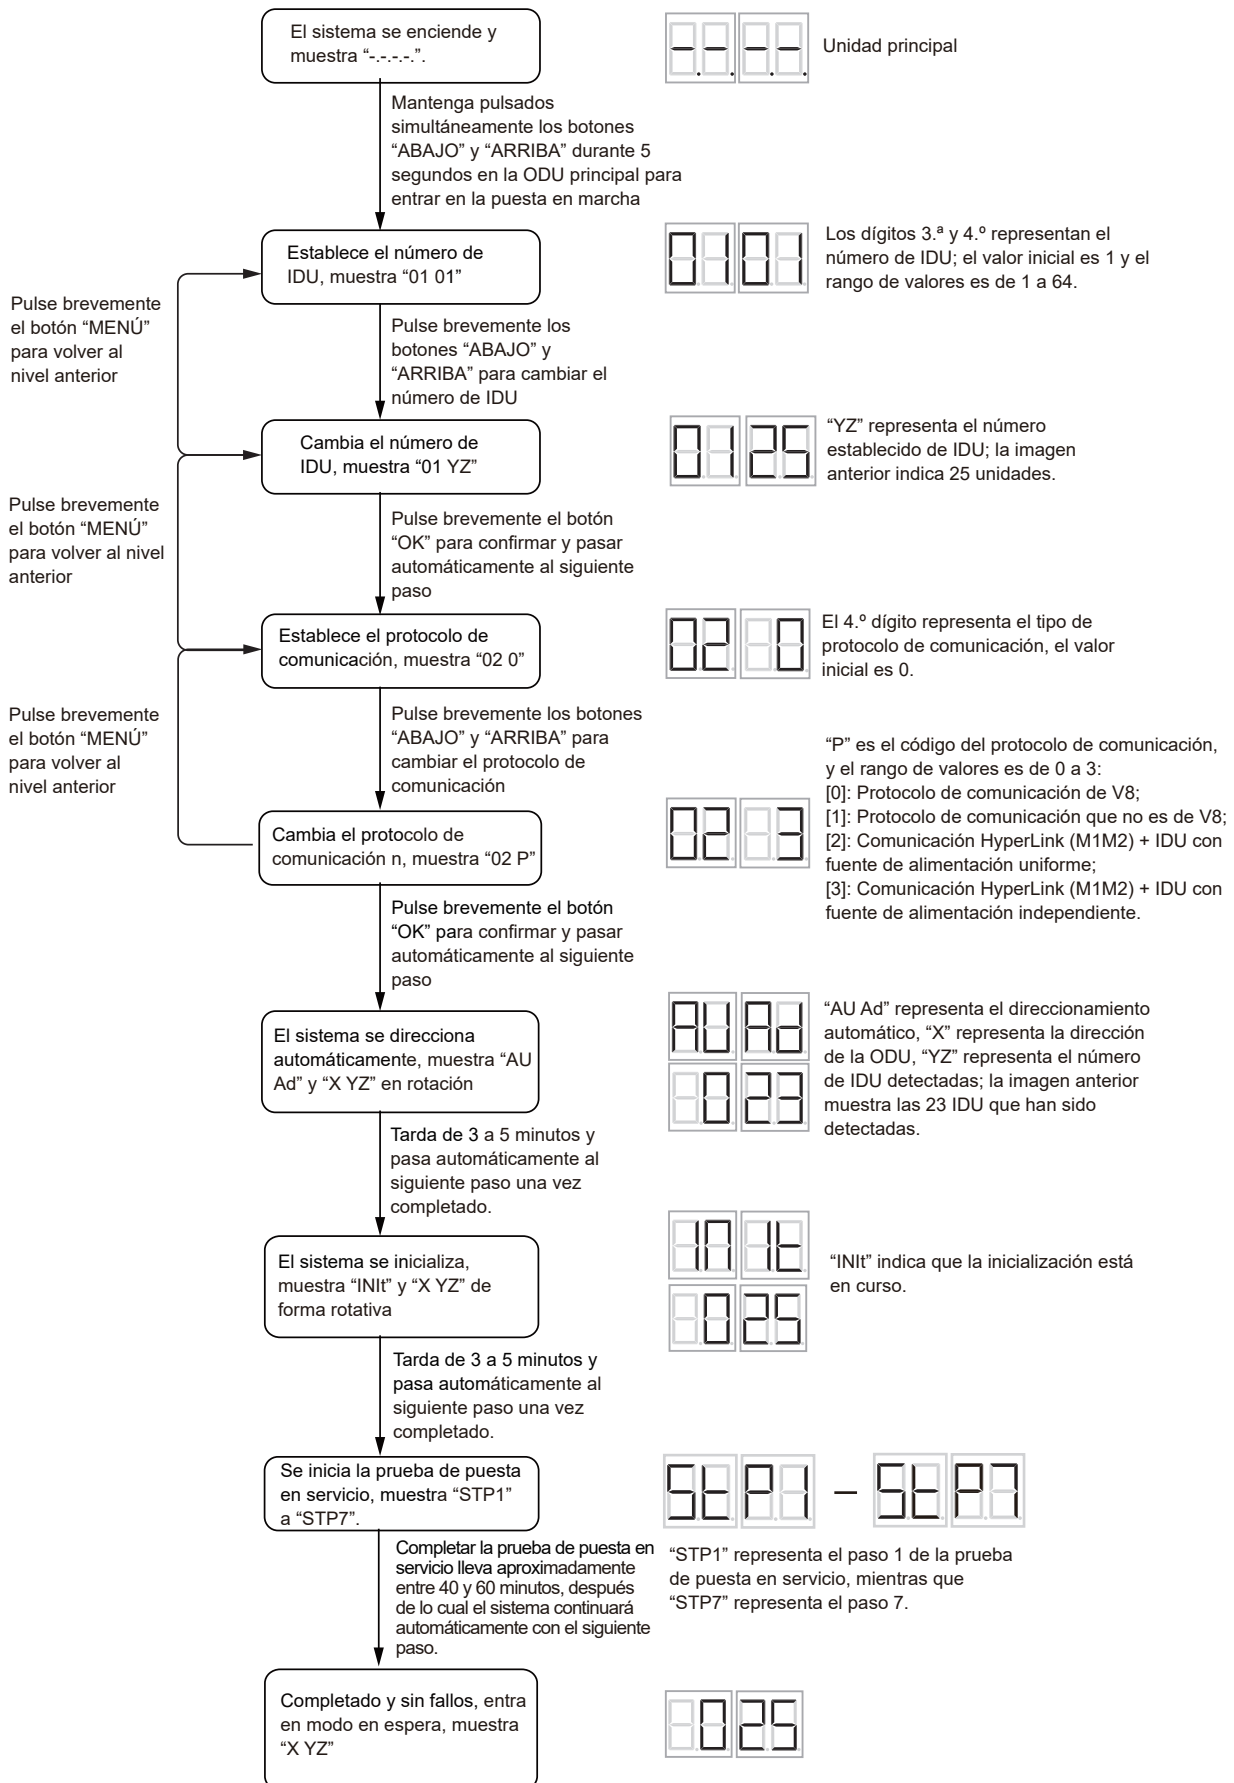 El sistema se enciende y
muestra “-.-.-.-.”.
-.-.-.-.
Unidad principal
Mantenga pulsados
simultáneamente los botones
“ABAJO” y “ARRIBA” durante 5
segundos en la ODU principal para
entrar en la puesta en marcha
Establece el número de
IDU, muestra “01 01”
0101
Los dígitos 3.ª y 4.º representan el
número de IDU; el valor inicial es 1 y el
rango de valores es de 1 a 64.
Pulse brevemente
el botón “MENÚ”
para volver al
nivel anterior
Pulse brevemente los
botones “ABAJO” y
“ARRIBA” para cambiar el
número de IDU
Cambia el número de
IDU, muestra “01 YZ”
0125
“YZ” representa el número
establecido de IDU; la imagen
anterior indica 25 unidades.
Pulse brevemente
el botón “MENÚ”
para volver al nivel
anterior
Pulse brevemente el botón
“OK” para confirmar y pasar
automáticamente al siguiente
paso
Establece el protocolo de
comunicación, muestra “02 0”
02 0
El 4.º dígito representa el tipo de
protocolo de comunicación, el valor
inicial es 0.
Pulse brevemente
el botón “MENÚ”
para volver al
nivel anterior
Pulse brevemente los botones
“ABAJO” y “ARRIBA” para
cambiar el protocolo de
comunicación
Cambia el protocolo de
comunicación n, muestra “02 P”
02 3
“P” es el código del protocolo de comunicación,
y el rango de valores es de 0 a 3:
[0]: Protocolo de comunicación de V8;
[1]: Protocolo de comunicación que no es de V8;
[2]: Comunicación HyperLink (M1M2) + IDU con
fuente de alimentación uniforme;
[3]: Comunicación HyperLink (M1M2) + IDU con
fuente de alimentación independiente.
Pulse brevemente el botón
“OK” para confirmar y pasar
automáticamente al siguiente
paso
El sistema se direcciona
automáticamente, muestra “AU
Ad” y “X YZ” en rotación
AUAd
023
“AU Ad” representa el direccionamiento
automático, “X” representa la dirección
de la ODU, “YZ” representa el número
de IDU detectadas; la imagen anterior
muestra las 23 IDU que han sido
detectadas.
Tarda de 3 a 5 minutos y
pasa automáticamente al
siguiente paso una vez
completado.
El sistema se inicializa,
muestra “INIt” y “X YZ” de
forma rotativa
INIt
025
“INIt” indica que la inicialización está
en curso.
Tarda de 3 a 5 minutos y
pasa automáticamente al
siguiente paso una vez
completado.
Se inicia la prueba de puesta
en servicio, muestra “STP1”
a “STP7”.
StP1 – StP7
“STP1” representa el paso 1 de la prueba
de puesta en servicio, mientras que
“STP7” representa el paso 7.
Completar la prueba de puesta en
servicio lleva aproximadamente
entre 40 y 60 minutos, después
de lo cual el sistema continuará
automáticamente con el siguiente
paso.
Completado y sin fallos, entra
en modo en espera, muestra
“X YZ”
025